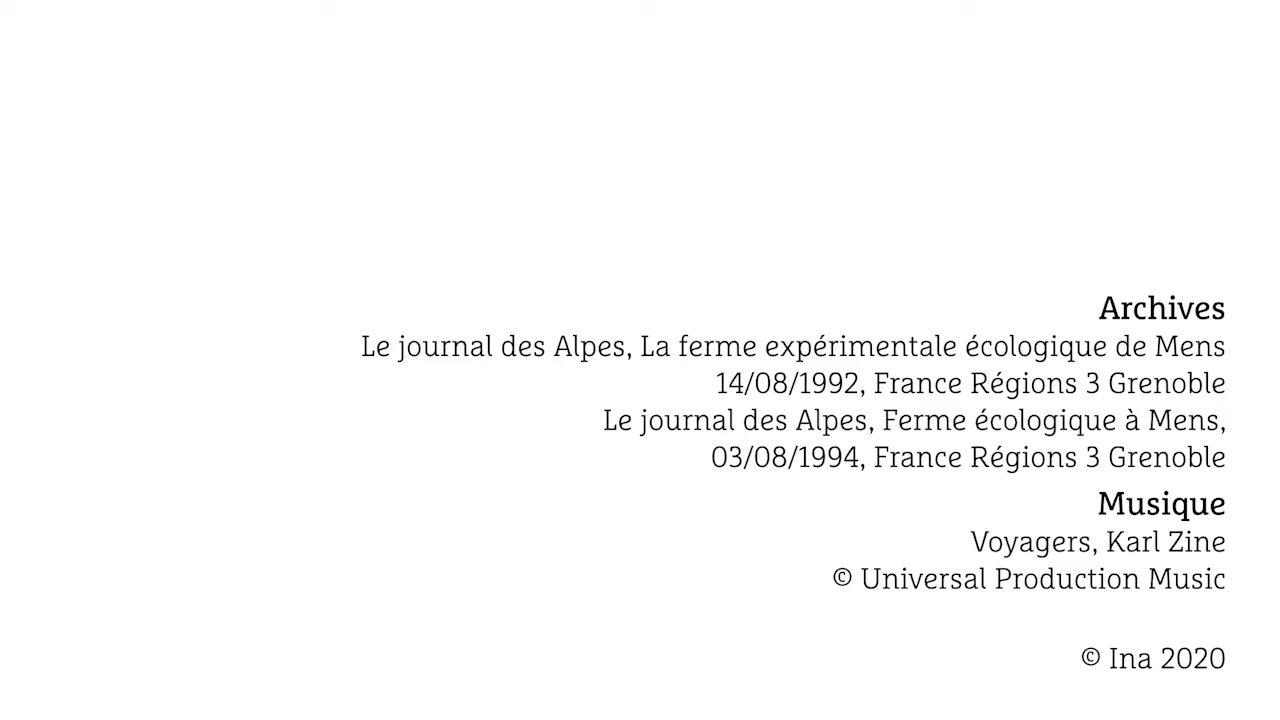 Archives
Le journal des Alpes, La ferme expérimentale écologique de Mens
14/08/1992, France Régions 3 Grenoble
Le journal des Alpes, Ferme écologique à Mens,
03/08/1994, France Régions 3 Grenoble
Musique
Voyagers, Karl Zine
© Universal Production Music
© Ina 2020